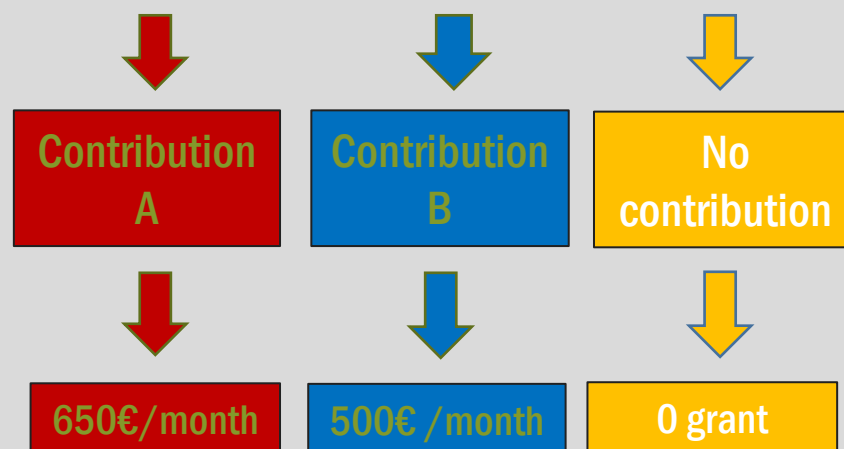 Contribution
A
Contribution
B
No
contribution
650€/month
500€ /month
0 grant